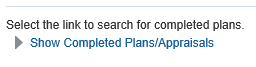 Select the link to search for completed plans.
Show Completed Plans/Appraisals